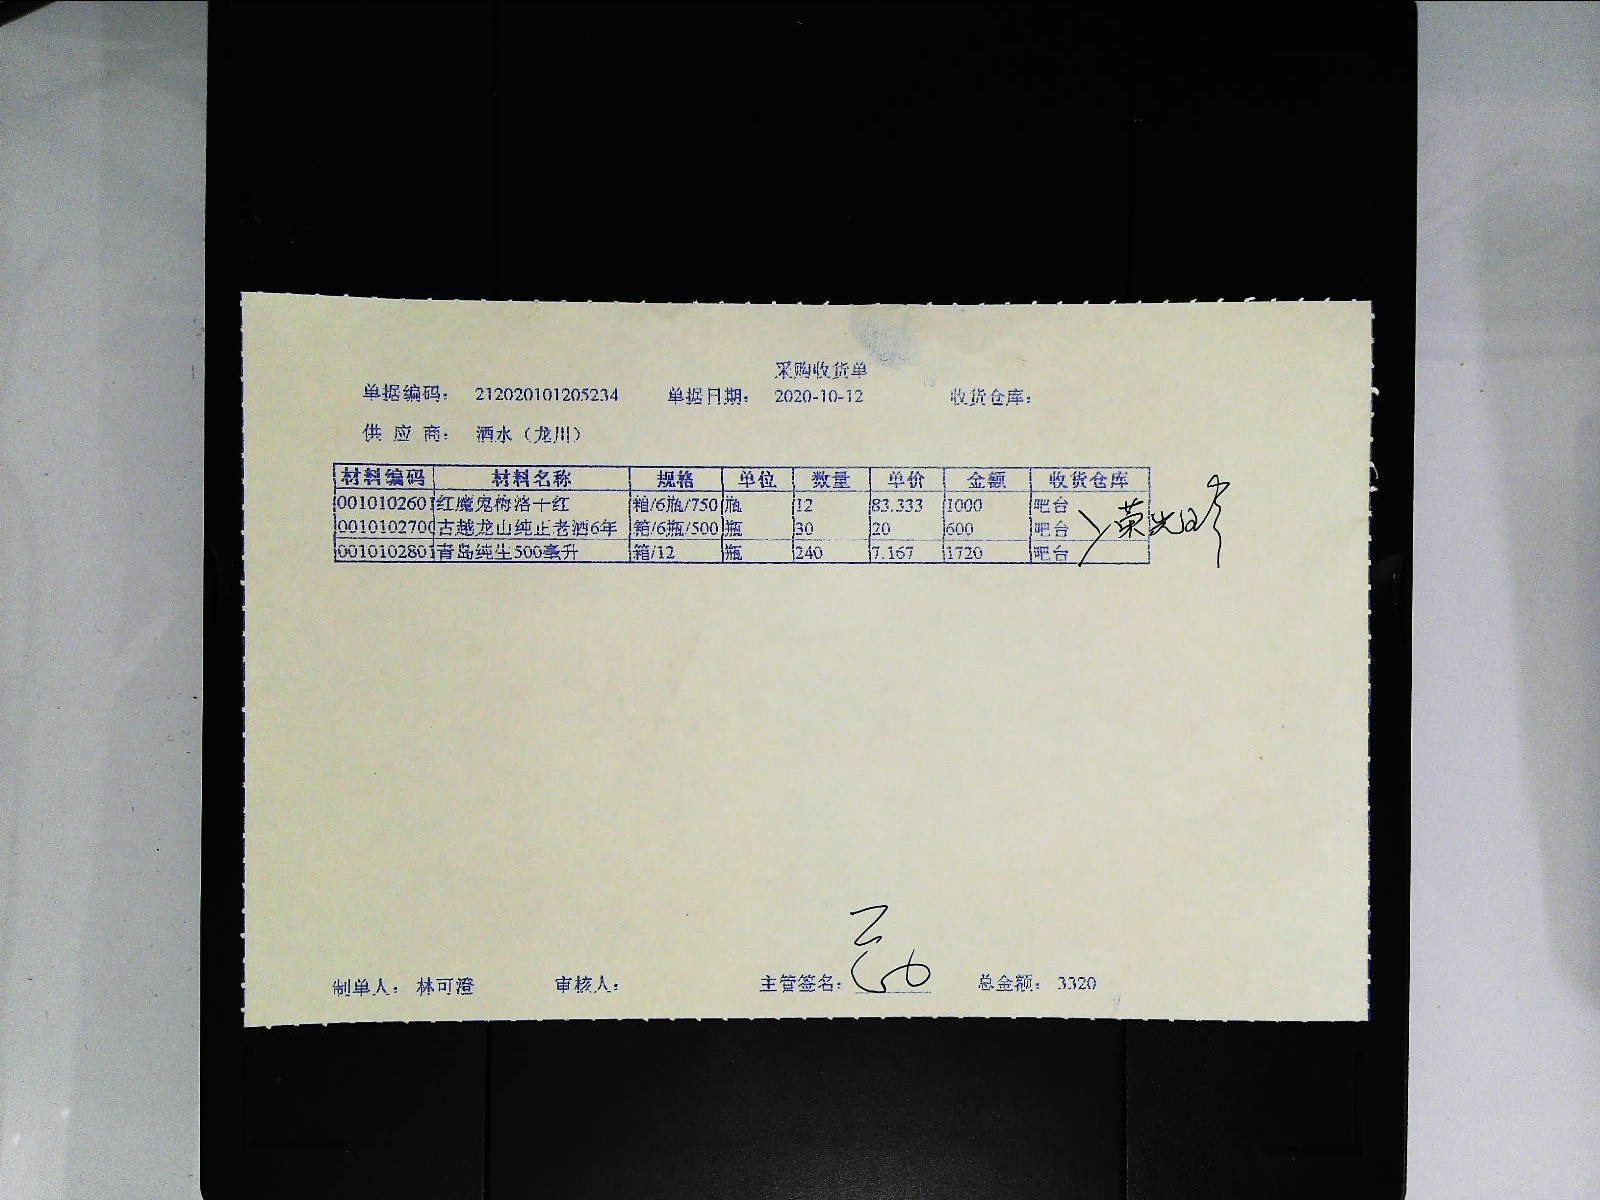 采购收货单
单据编码： 212020101205234 单据日期： 2020-10-12 收货仓库：
供 应 商： 酒水（龙川）
材料编码 材料名称 规格 单位 数量 单价 金额 收货仓库
0010102601 红魔鬼梅洛干红 箱/6瓶/750 瓶 12 83.333 1000 吧台
0010102700 古越龙山纯正老酒6年 箱/6瓶/500 瓶 30 20 600 吧台
0010102801 青岛纯生500毫升 箱/12 瓶 240 7.167 1720 吧台
制单人： 林可澄 审核人： 主管签名： 总金额： 3320